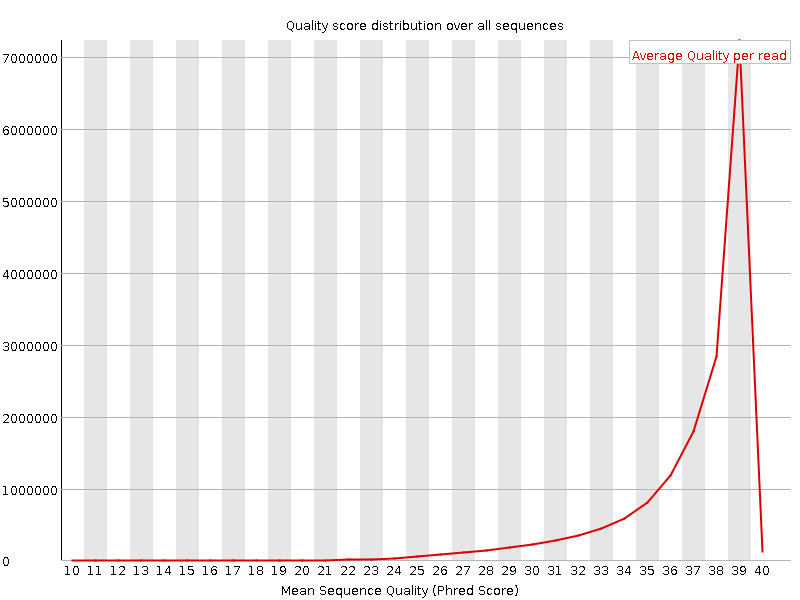 Quality score distribution over all sequences
Average Quality per read
7000000
6000000
5000000
4000000
3000000
2000000
1000000
0
10 11 12 13 14 15 16 17 18 19 20 21 22 23 24 25 26 27 28 29 30 31 32 33 34 35 36 37 38 39 40
Mean Sequence Quality (Phred Score)